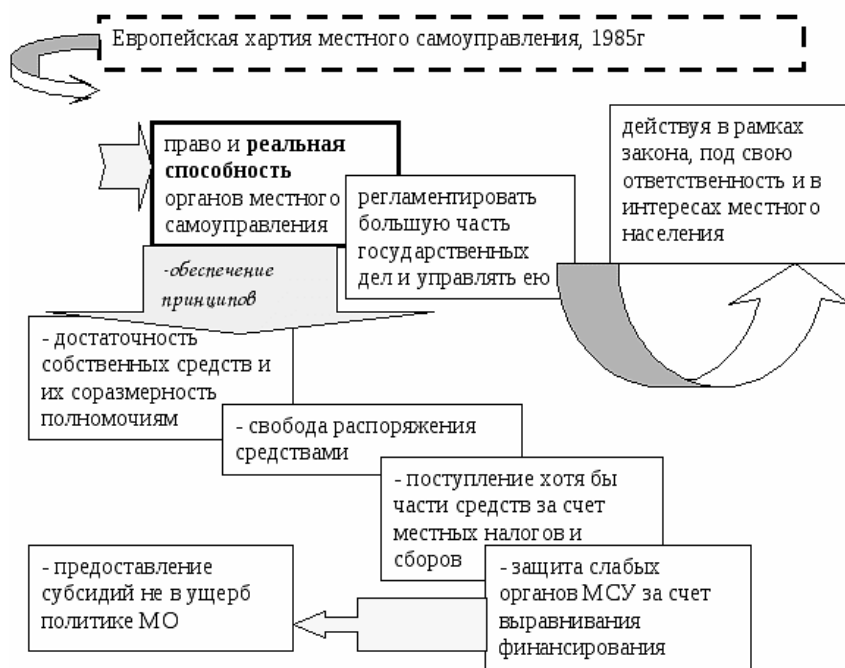 Европейская хартия местного самоуправления, 1985г
право и реальная
способность
органов местного
самоуправления
регламентировать
большую часть
государственных
дел и управлять ею
действуя в рамках
закона, под свою
ответственность и в
интересах местного
населения
-обеспечение
принципов
- достаточность
собственных средств и
их соразмерность
полномочиям
- свобода распоряжения
средствами
- поступление хотя бы
части средств за счет
местных налогов и
сборов
- защита слабых
органов МСУ за счет
выравнивания
финансирования
- предоставление
субсидий не в ущерб
политике МО